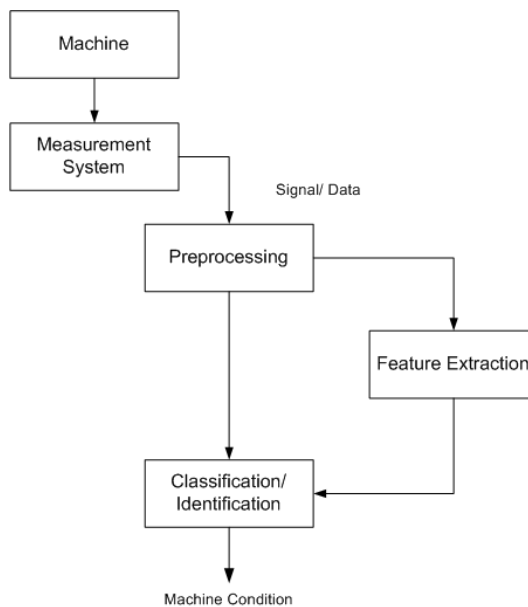 Machine
Measurement
System
Signal/ Data
Preprocessing
Feature Extraction
Classification/
Identification
Machine Condition